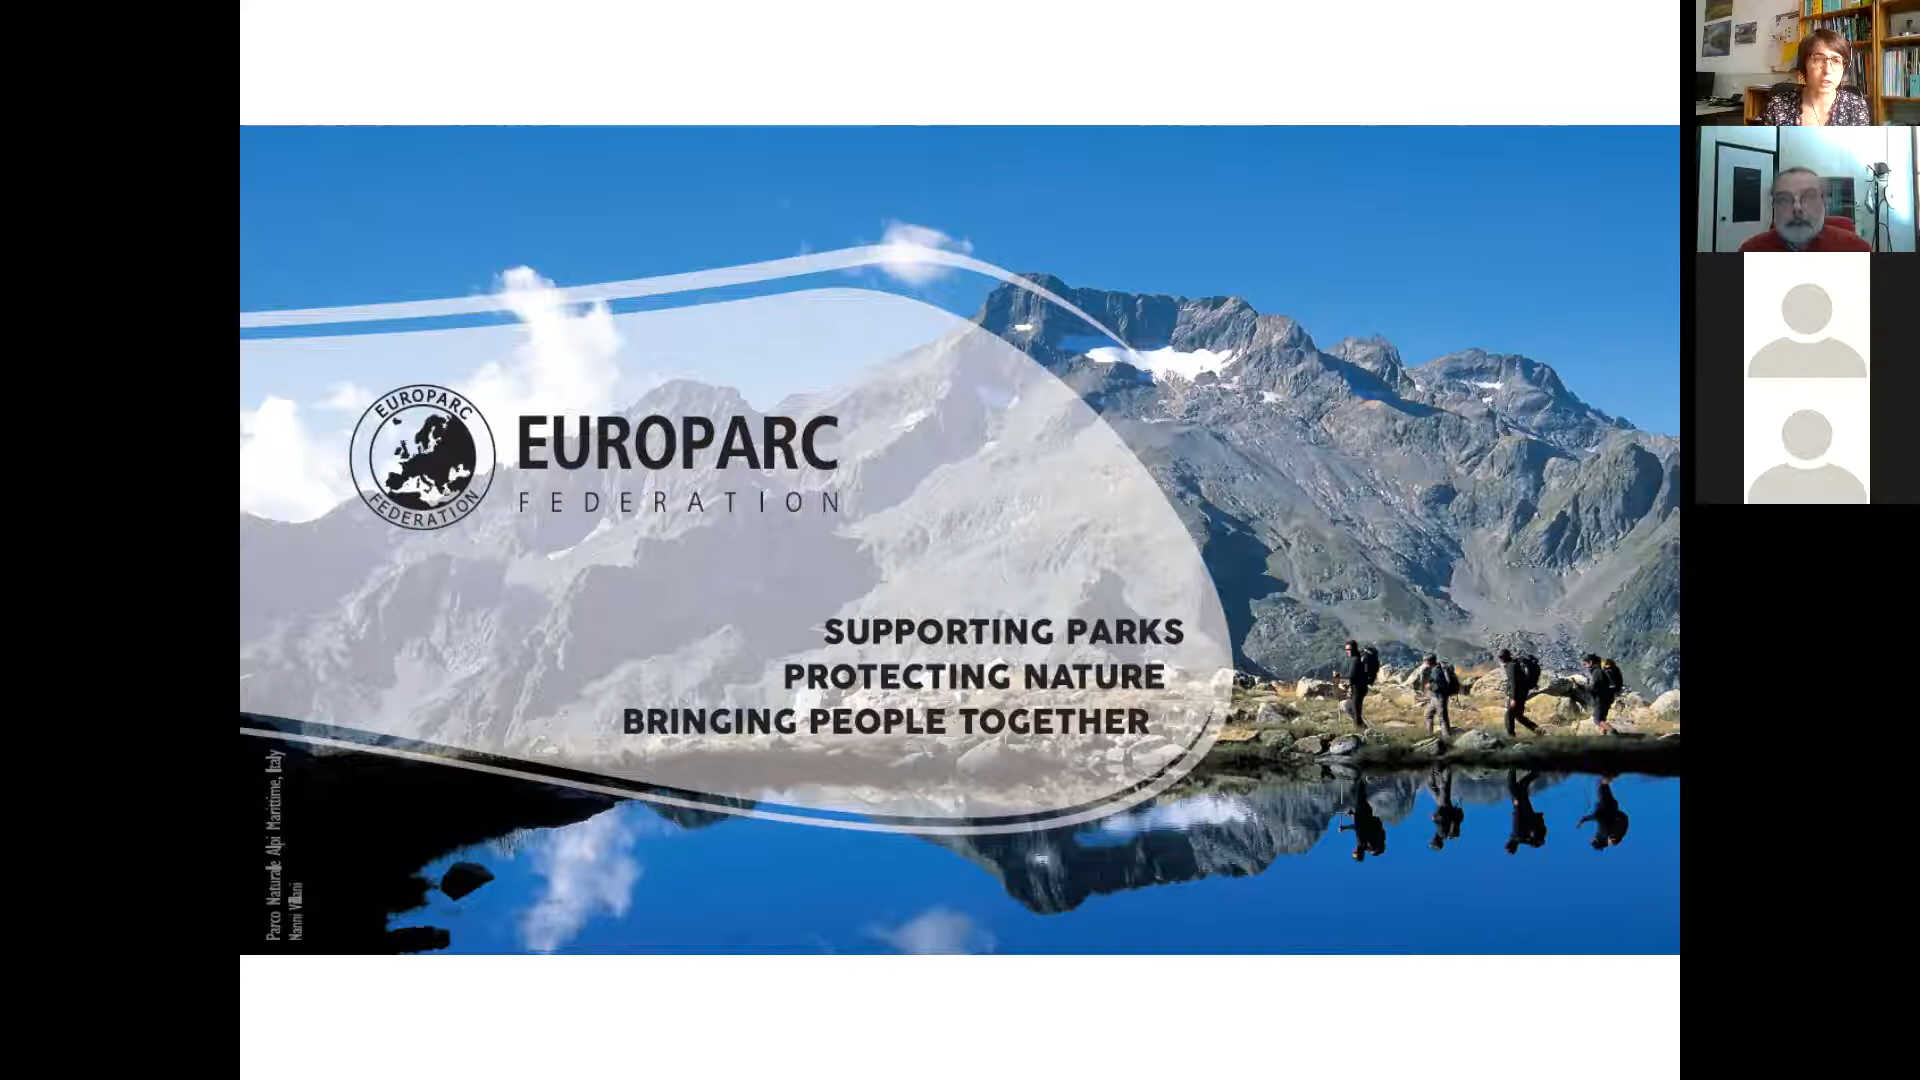 EUROPARC
FEDERATION
EUROPARC
FEDERATION
SUPPORTING PARKS
PROTECTING NATURE
BRINGING PEOPLE TOGETHER
Parco Naturale Alpi Marittime, Italy
Nanni Villani